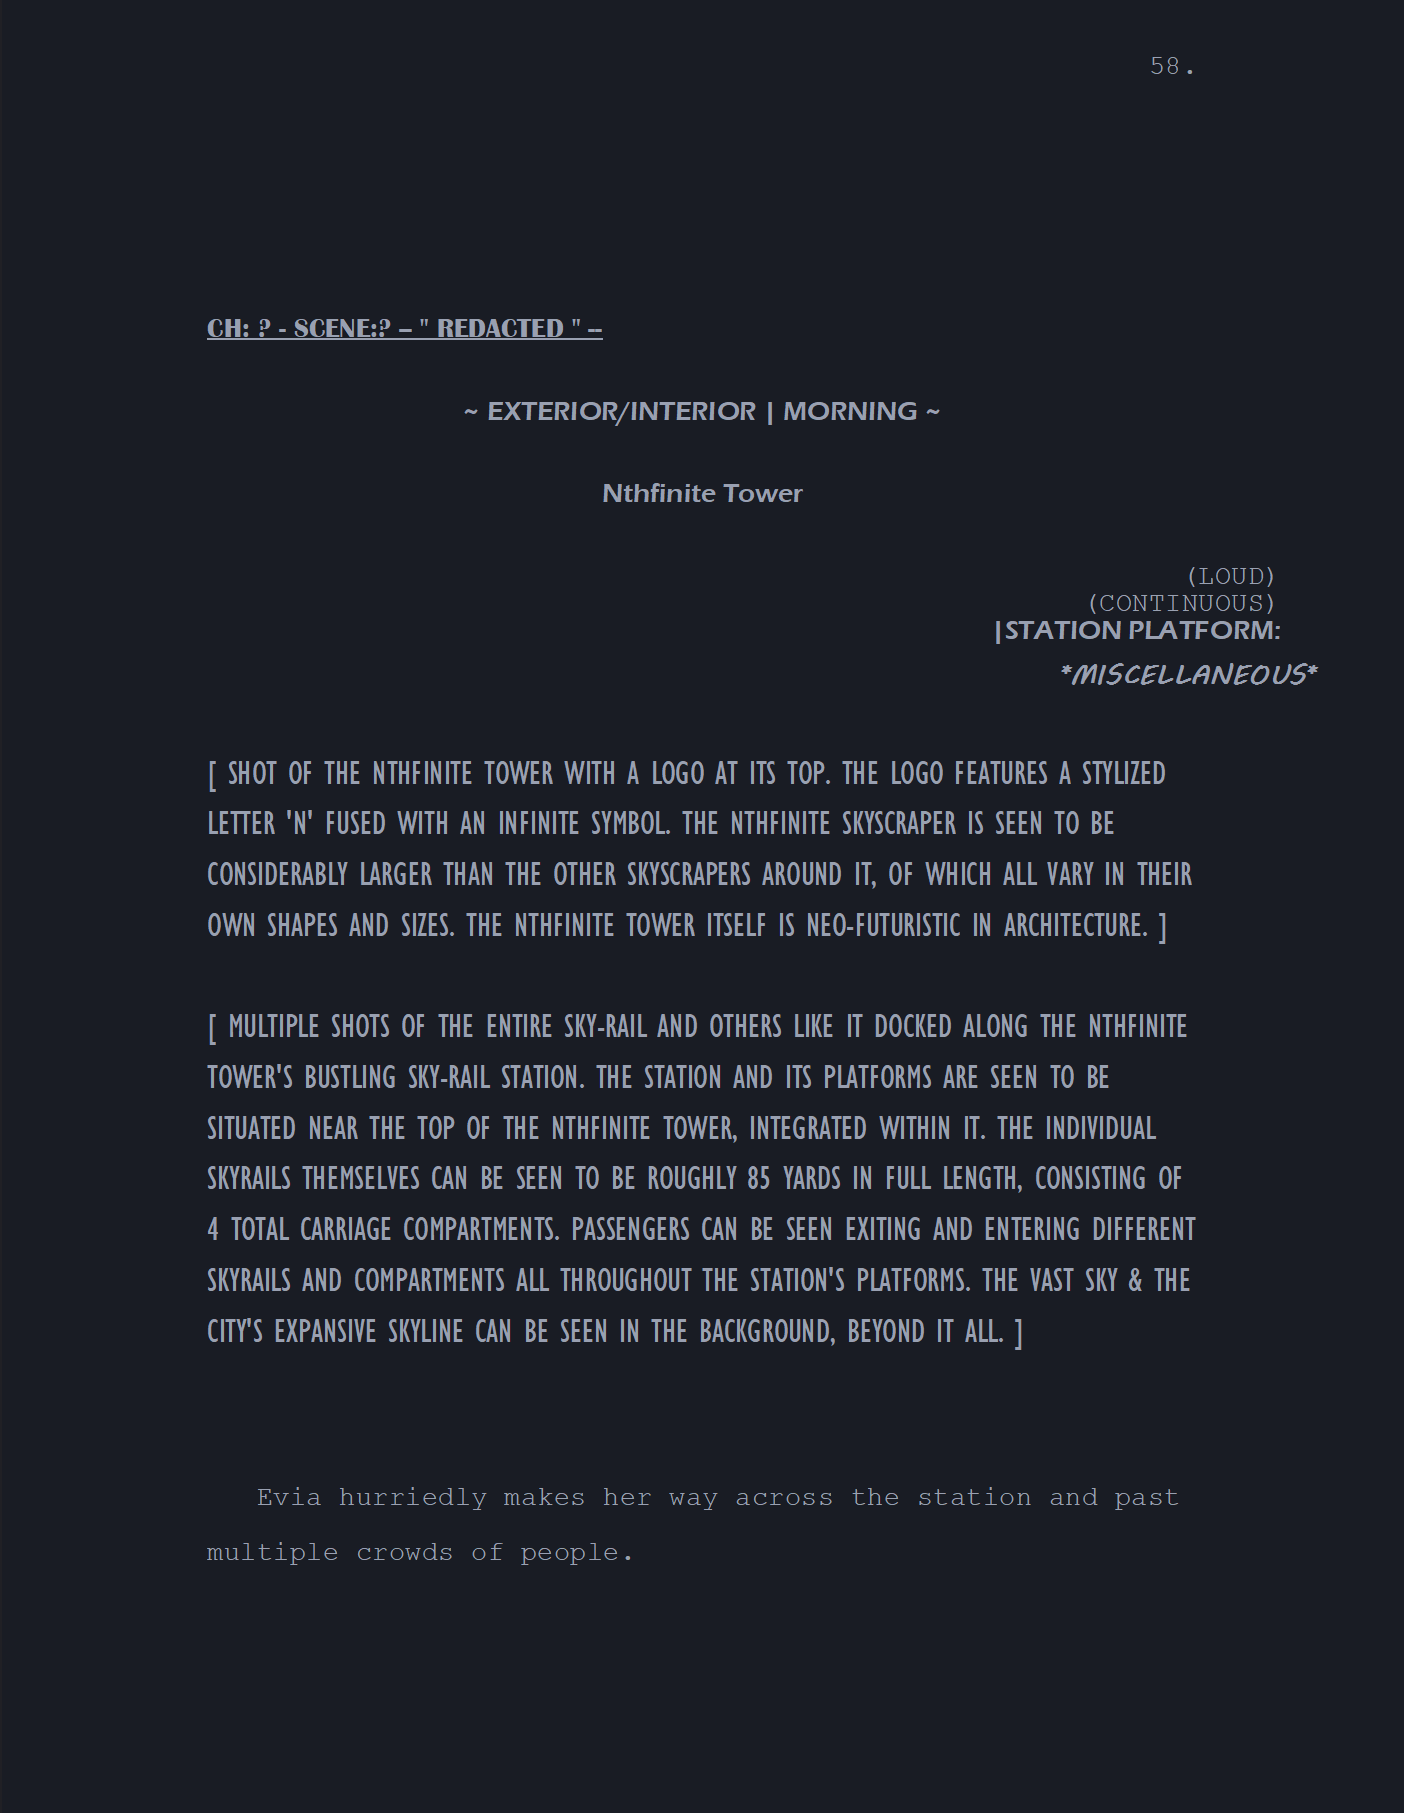 58.
CH: ? - SCENE:? – " REDACTED " --
~ EXTERIOR/INTERIOR | MORNING ~
Nthfinite Tower
(LOUD)
(CONTINUOUS)
|STATION PLATFORM:
*MISCELLANEOUS*
[ SHOT OF THE NTHFINITE TOWER WITH A LOGO AT ITS TOP. THE LOGO FEATURES A STYLIZED
LETTER 'N' FUSED WITH AN INFINITE SYMBOL. THE NTHFINITE SKYSCRAPER IS SEEN TO BE
CONSIDERABLY LARGER THAN THE OTHER SKYSCRAPERS AROUND IT, OF WHICH ALL VARY IN THEIR
OWN SHAPES AND SIZES. THE NTHFINITE TOWER ITSELF IS NEO-FUTURISTIC IN ARCHITECTURE. ]
[ MULTIPLE SHOTS OF THE ENTIRE SKY-RAIL AND OTHERS LIKE IT DOCKED ALONG THE NTHFINITE
TOWER'S BUSTLING SKY-RAIL STATION. THE STATION AND ITS PLATFORMS ARE SEEN TO BE
SITUATED NEAR THE TOP OF THE NTHFINITE TOWER, INTEGRATED WITHIN IT. THE INDIVIDUAL
SKYRAILS THEMSELVES CAN BE SEEN TO BE ROUGHLY 85 YARDS IN FULL LENGTH, CONSISTING OF
4 TOTAL CARRIAGE COMPARTMENTS. PASSENGERS CAN BE SEEN EXITING AND ENTERING DIFFERENT
SKYRAILS AND COMPARTMENTS ALL THROUGHOUT THE STATION'S PLATFORMS. THE VAST SKY & THE
CITY'S EXPANSIVE SKYLINE CAN BE SEEN IN THE BACKGROUND, BEYOND IT ALL. ]
Evia hurriedly makes her way across the station and past
multiple crowds of people.